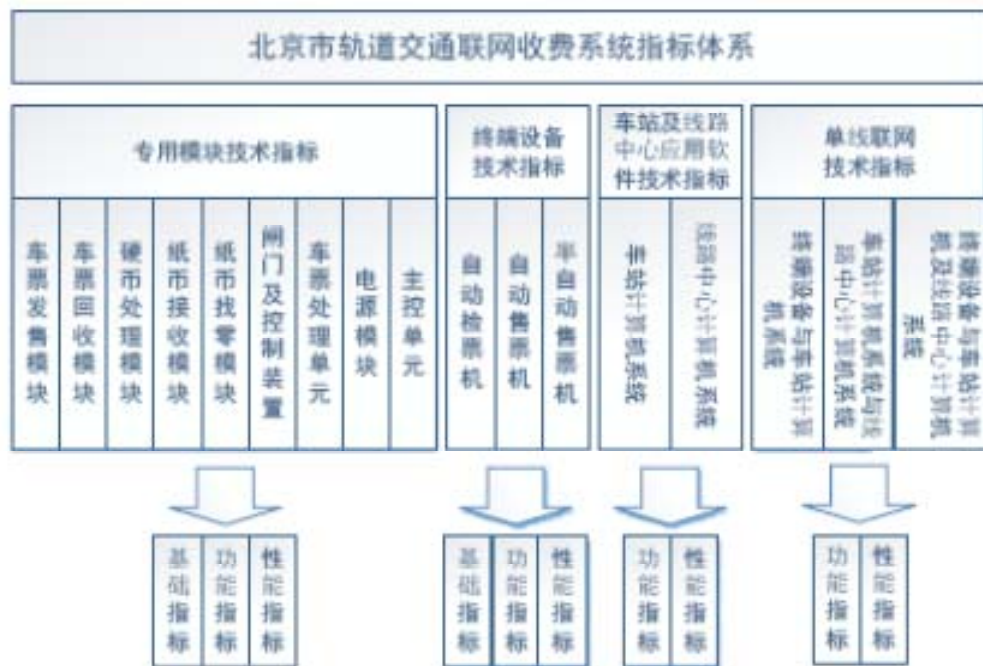 北京市轨道交通联网收费系统指标体系
专用模块技术指标
终端设备
技术指标
车站及线路
中心应用软
件技术指标
单线联网
技术指标
车票发售模块
车票回收模块
硬币处理模块
纸币接收模块
纸币找零模块
闸门及控制装置
车票处理单元
电源模块
主控单元
自动检票机
自动售票机
半自动售票机
车站计算机系统
线路中心计算机系统
终端设备与车站计算
机系统
车站计算机系统与线
路中心计算机系统
终端设备与车站计算
机及线路中心计算机
系统
基础指标
功能指标
性能指标
基础指标
功能指标
性能指标
功能指标
性能指标
功能指标
性能指标